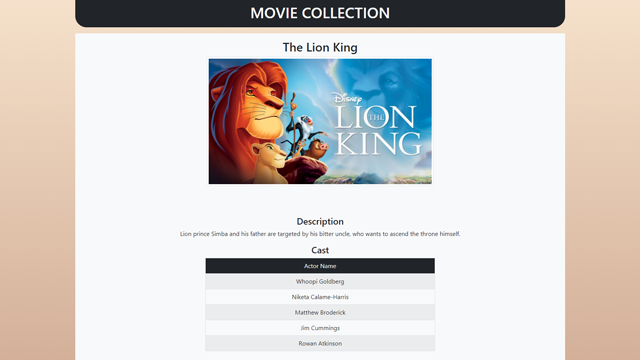 MOVIE COLLECTION
The Lion King
Disney
THE
LION
KING
Description
Lion prince Simba and his father are targeted by his bitter uncle, who wants to ascend the throne himself.
Cast
Actor Name
Whoopi Goldberg
Niketa Calame-Harris
Matthew Broderick
Jim Cummings
Rowan Atkinson